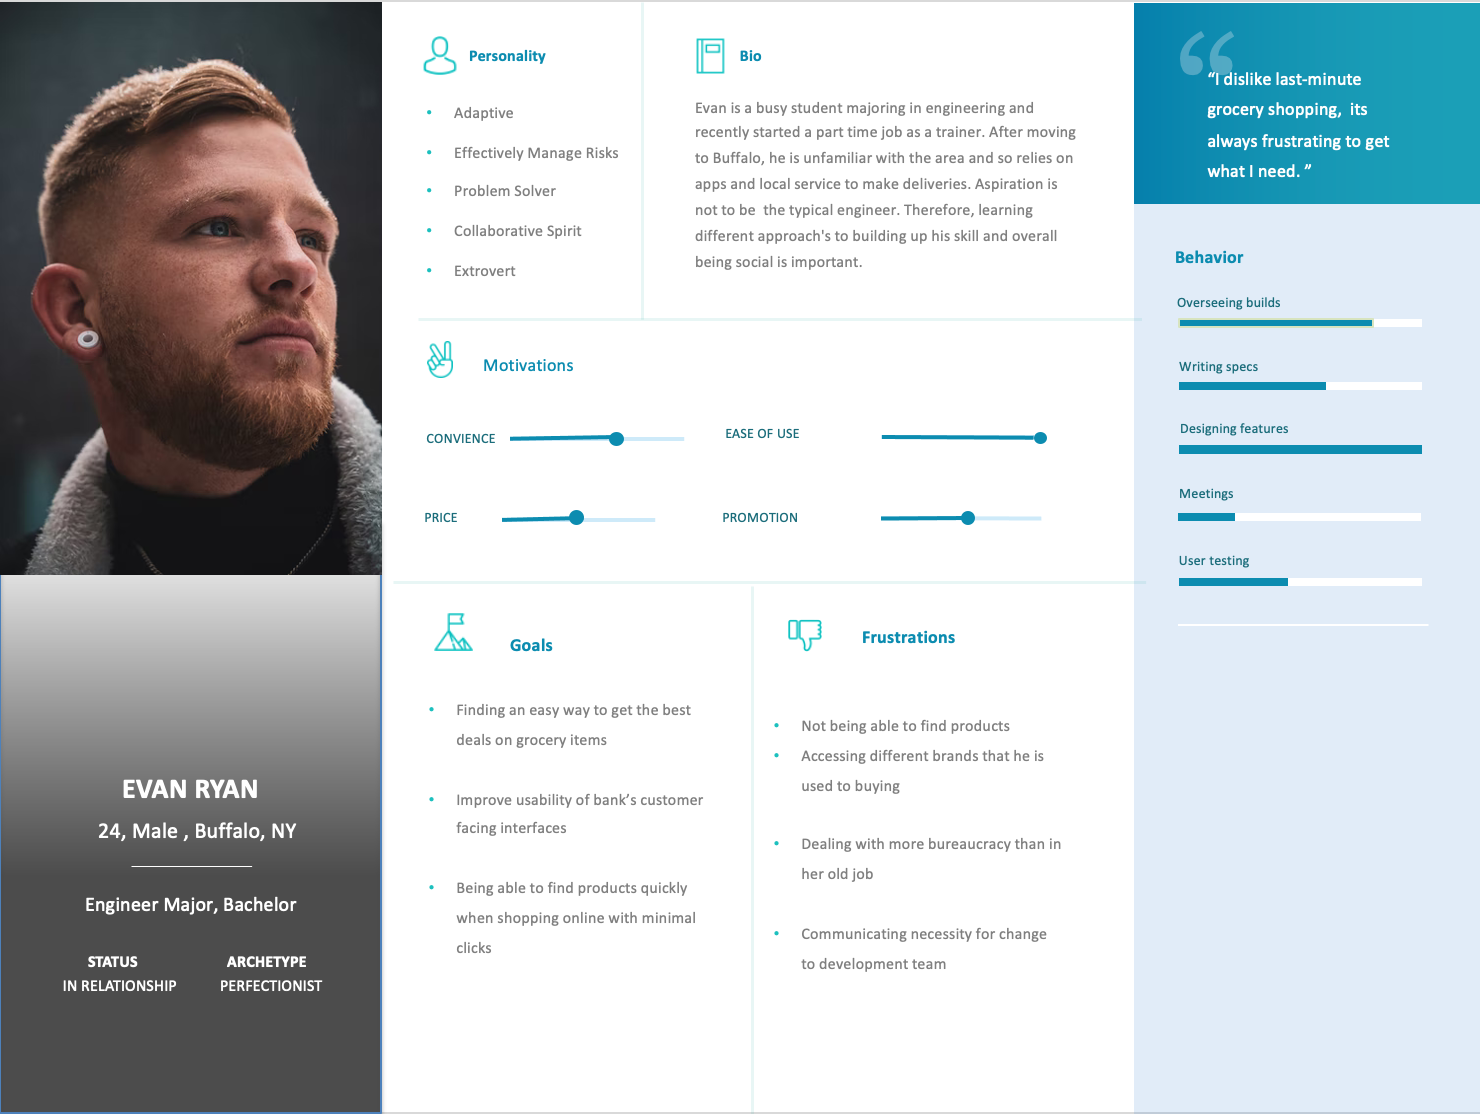 EVAN RYAN
24, Male , Buffalo, NY
Engineer Major, Bachelor
STATUS
IN RELATIONSHIP
ARCHETYPE
PERFECTIONIST
Personality
• Adaptive
• Effectively Manage Risks
• Problem Solver
• Collaborative Spirit
• Extrovert
Bio
Evan is a busy student majoring in engineering and
recently started a part time job as a trainer. After moving
to Buffalo, he is unfamiliar with the area and so relies on
apps and local service to make deliveries. Aspiration is
not to be  the typical engineer. Therefore, learning
different approach's to building up his skill and overall
being social is important.
Motivations
CONVIENCE
EASE OF USE
PRICE
PROMOTION
Goals
• Finding an easy way to get the best
deals on grocery items
• Improve usability of bank’s customer
facing interfaces
• Being able to find products quickly
when shopping online with minimal
clicks
Frustrations
• Not being able to find products
• Accessing different brands that he is
used to buying
• Dealing with more bureaucracy than in
her old job
• Communicating necessity for change
to development team
“I dislike last-minute
grocery shopping,  its
always frustrating to get
what I need. ”
Behavior
Overseeing builds
Writing specs
Designing features
Meetings
User testing